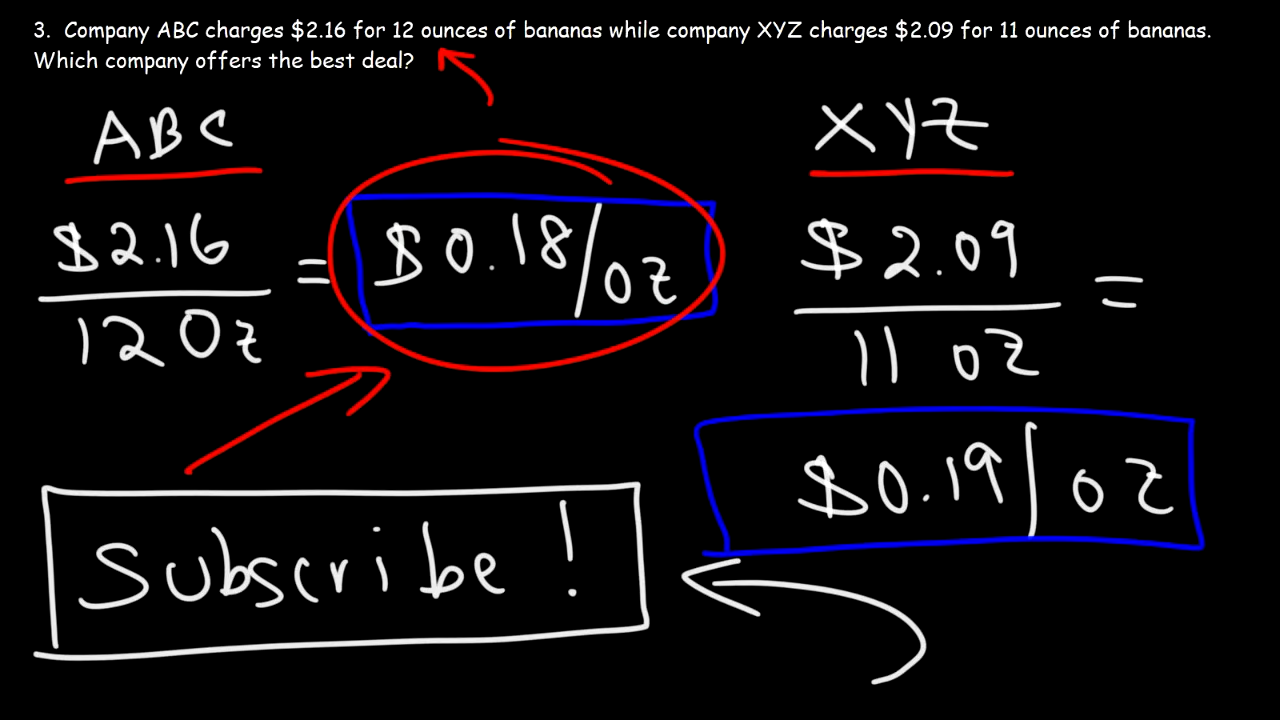 3. Company ABC charges $2.16 for 12 ounces of bananas while company XYZ charges $2.09 for 11 ounces of bananas.
Which company offers the best deal?
ABC
$2.16
12 Oz
= $0.18/oz
XYZ
$2.09
11 oz
=
$0.19/oz
Subscribe!